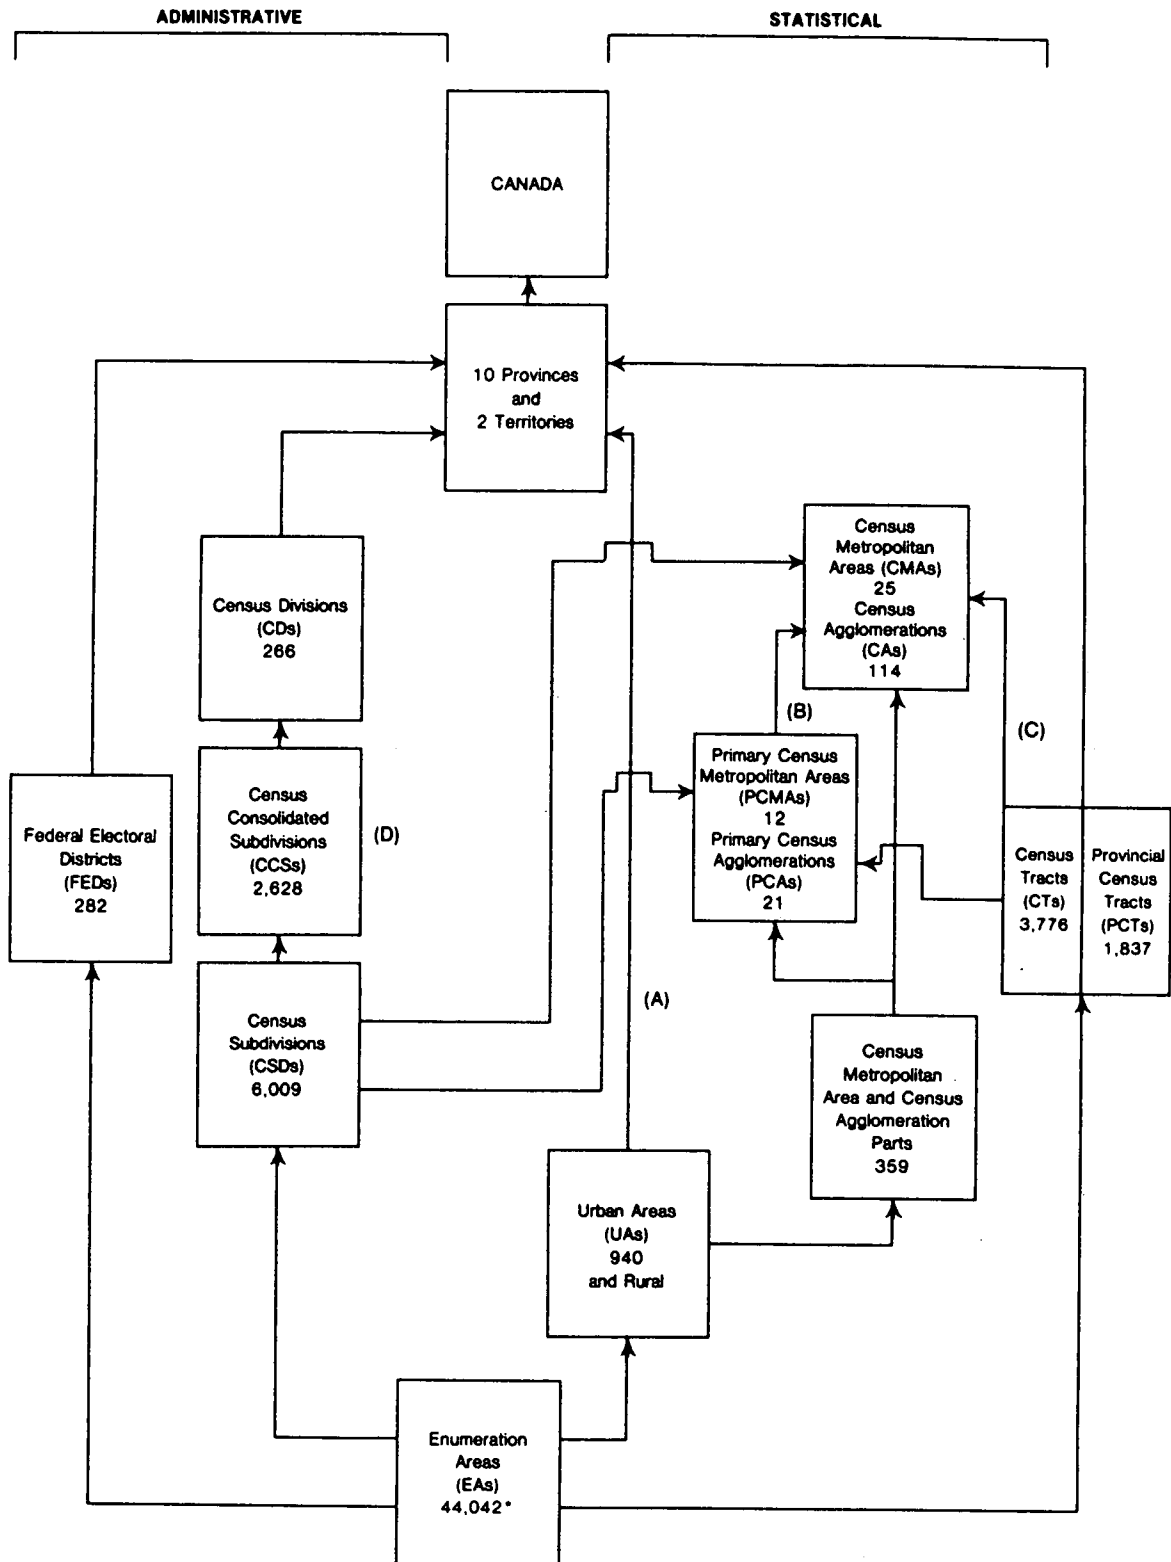 ADMINISTRATIVE
STATISTICAL
CANADA
10 Provinces
and
2 Territories
Census
Metropolitan
Areas (CMAs)
25
Census
Agglomerations
(CAs)
114
Census Divisions
(CDs)
266
(B)
(C)
Primary Census
Metropolitan Areas
(PCMAs)
12
Primary Census
Agglomerations
(PCAs)
21
Census
Consolidated
Subdivisions
(CCSs)
2,628
(D)
Federal Electoral
Districts
(FEDs)
282
Census
Tracts
(CTs)
3,776
Provincial
Census
Tracts
(PCTs)
1,837
(A)
Census
Subdivisions
(CSDs)
6,009
Census
Metropolitan
Area and Census
Agglomeration
Parts
359
Urban Areas
(UAs)
940
and Rural
Enumeration
Areas
(EAs)
44,042*